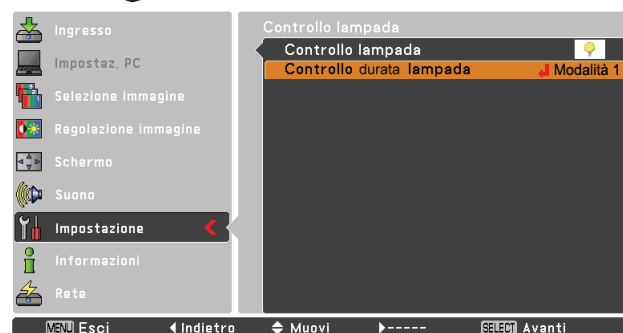 Ingresso
Impostaz. PC
Selezione immagine
Regolazione immagine
Schermo
Suono
Impostazione
Informazioni
Rete
Controllo lampada
Controllo lampada
Controllo durata lampada Modalità 1
MENU Esci Indietro Muovi ----- SELECT Avanti